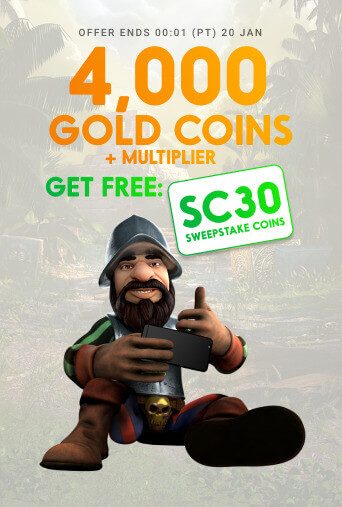 OFFER ENDS 00:01 (PT) 20 JAN
4,000
GOLD COINS
+ MULTIPLIER
GET FREE:
SC30
SWEEPSTAKE COINS